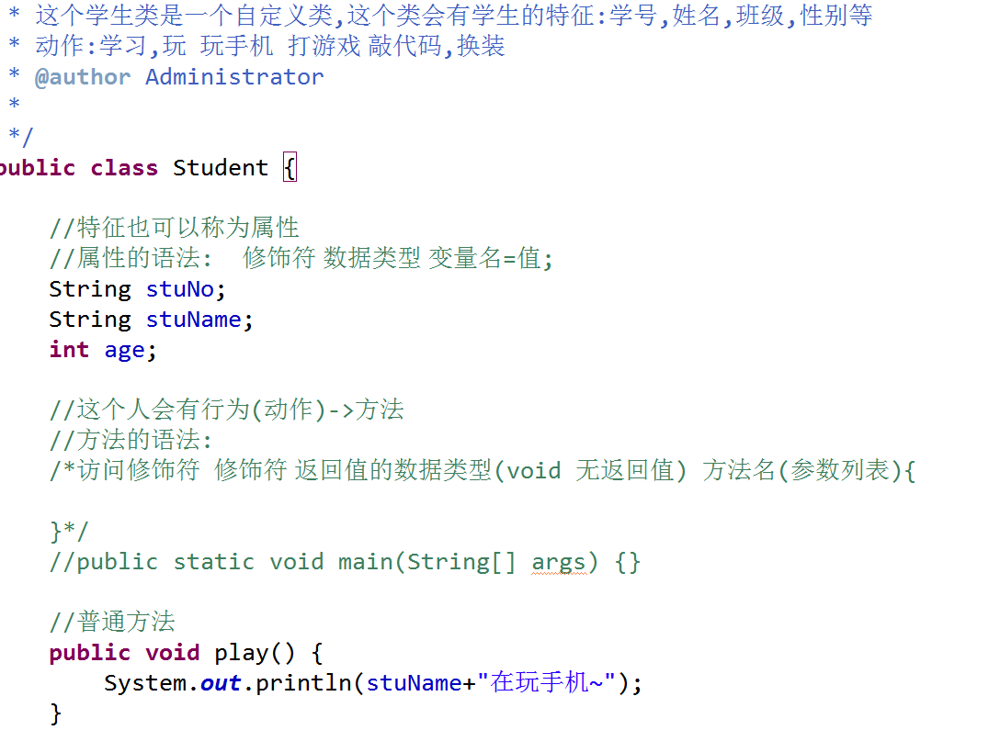 * 这个学生类是一个自定义类,这个类会有学生的特征:学号,姓名,班级,性别等
* 动作:学习,玩 玩手机 打游戏 敲代码,换装
* @author Administrator
*
*/
public class Student {
//特征也可以称为属性
//属性的语法: 修饰符 数据类型 变量名=值;
String stuNo;
String stuName;
int age;
//这个人会有行为(动作)->方法
//方法的语法:
/*访问修饰符 修饰符 返回值的数据类型(void 无返回值) 方法名(参数列表){
}*/
//public static void main(String[] args) {}
//普通方法
public void play() {
System.out.println(stuName+"在玩手机~");
}